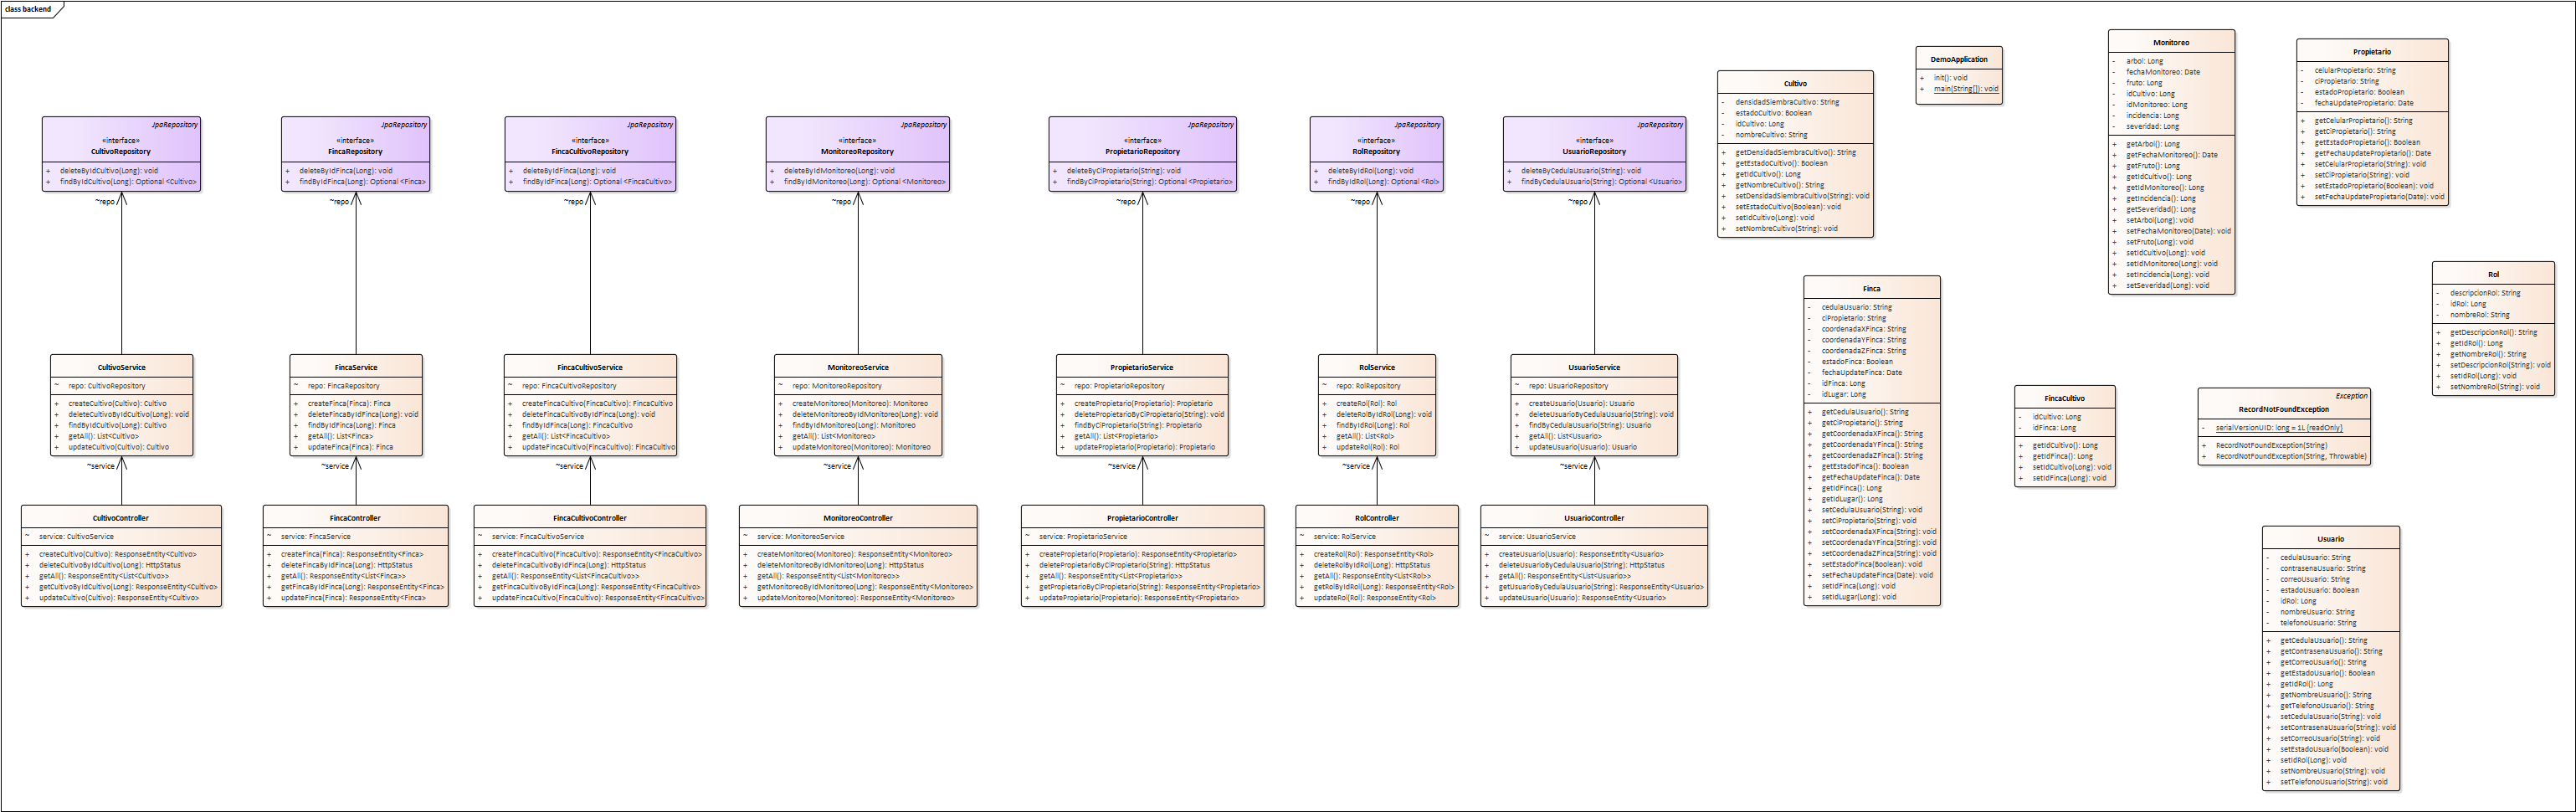 class backend
JpaRepository
«interface»
CultivoRepository
+ deleteByIdCultivo(Long): void
+ findByIdCultivo(Long): Optional <Cultivo>
~repo
CultivoService
~ repo: CultivoRepository
+ createCultivo(Cultivo): Cultivo
+ deleteCultivoByIdCultivo(Long): void
+ findByIdCultivo(Long): Cultivo
+ getAll(): List<Cultivo>
+ updateCultivo(Cultivo): Cultivo
~service
CultivoController
~ service: CultivoService
+ createCultivo(Cultivo): ResponseEntity<Cultivo>
+ deleteCultivoByIdCultivo(Long): HttpStatus
+ getAll(): ResponseEntity<List<Cultivo>>
+ getCultivoByIdCultivo(Long): ResponseEntity<Cultivo>
+ updateCultivo(Cultivo): ResponseEntity<Cultivo>
JpaRepository
«interface»
FincaRepository
+ deleteByIdFinca(Long): void
+ findByIdFinca(Long): Optional <Finca>
~repo
FincaService
~ repo: FincaRepository
+ createFinca(Finca): Finca
+ deleteFincaByIdFinca(Long): void
+ findByIdFinca(Long): Finca
+ getAll(): List<Finca>
+ updateFinca(Finca): Finca
~service
FincaController
~ service: FincaService
+ createFinca(Finca): ResponseEntity<Finca>
+ deleteFincaByIdFinca(Long): HttpStatus
+ getAll(): ResponseEntity<List<Finca>>
+ getFincaByIdFinca(Long): ResponseEntity<Finca>
+ updateFinca(Finca): ResponseEntity<Finca>
JpaRepository
«interface»
FincaCultivoRepository
+ deleteByIdFinca(Long): void
+ findByIdFinca(Long): Optional <FincaCultivo>
~repo
FincaCultivoService
~ repo: FincaCultivoRepository
+ createFincaCultivo(FincaCultivo): FincaCultivo
+ deleteFincaCultivoByIdFinca(Long): void
+ findByIdFinca(Long): FincaCultivo
+ getAll(): List<FincaCultivo>
+ updateFincaCultivo(FincaCultivo): FincaCultivo
~service
FincaCultivoController
~ service: FincaCultivoService
+ createFincaCultivo(FincaCultivo): ResponseEntity<FincaCultivo>
+ deleteFincaCultivoByIdFinca(Long): HttpStatus
+ getAll(): ResponseEntity<List<FincaCultivo>>
+ getFincaCultivoByIdFinca(Long): ResponseEntity<FincaCultivo>
+ updateFincaCultivo(FincaCultivo): ResponseEntity<FincaCultivo>
JpaRepository
«interface»
MonitoreoRepository
+ deleteByIdMonitoreo(Long): void
+ findByIdMonitoreo(Long): Optional <Monitoreo>
~repo
MonitoreoService
~ repo: MonitoreoRepository
+ createMonitoreo(Monitoreo): Monitoreo
+ deleteMonitoreoByIdMonitoreo(Long): void
+ findByIdMonitoreo(Long): Monitoreo
+ getAll(): List<Monitoreo>
+ updateMonitoreo(Monitoreo): Monitoreo
~service
MonitoreoController
~ service: MonitoreoService
+ createMonitoreo(Monitoreo): ResponseEntity<Monitoreo>
+ deleteMonitoreoByIdMonitoreo(Long): HttpStatus
+ getAll(): ResponseEntity<List<Monitoreo>>
+ getMonitoreoByIdMonitoreo(Long): ResponseEntity<Monitoreo>
+ updateMonitoreo(Monitoreo): ResponseEntity<Monitoreo>
JpaRepository
«interface»
PropietarioRepository
+ deleteByCiPropietario(String): void
+ findByCiPropietario(String): Optional <Propietario>
~repo
PropietarioService
~ repo: PropietarioRepository
+ createPropietario(Propietario): Propietario
+ deletePropietarioByCiPropietario(String): void
+ findByCiPropietario(String): Propietario
+ getAll(): List<Propietario>
+ updatePropietario(Propietario): Propietario
~service
PropietarioController
~ service: PropietarioService
+ createPropietario(Propietario): ResponseEntity<Propietario>
+ deletePropietarioByCiPropietario(String): HttpStatus
+ getAll(): ResponseEntity<List<Propietario>>
+ getPropietarioByCiPropietario(String): ResponseEntity<Propietario>
+ updatePropietario(Propietario): ResponseEntity<Propietario>
JpaRepository
«interface»
RolRepository
+ deleteByIdRol(Long): void
+ findByIdRol(Long): Optional <Rol>
~repo
RolService
~ repo: RolRepository
+ createRol(Rol): Rol
+ deleteRolByIdRol(Long): void
+ findByIdRol(Long): Rol
+ getAll(): List<Rol>
+ updateRol(Rol): Rol
~service
RolController
~ service: RolService
+ createRol(Rol): ResponseEntity<Rol>
+ deleteRolByIdRol(Long): HttpStatus
+ getAll(): ResponseEntity<List<Rol>>
+ getRolByIdRol(Long): ResponseEntity<Rol>
+ updateRol(Rol): ResponseEntity<Rol>
JpaRepository
«interface»
UsuarioRepository
+ deleteByCedulaUsuario(String): void
+ findByCedulaUsuario(String): Optional <Usuario>
~repo
UsuarioService
~ repo: UsuarioRepository
+ createUsuario(Usuario): Usuario
+ deleteUsuarioByCedulaUsuario(String): void
+ findByCedulaUsuario(String): Usuario
+ getAll(): List<Usuario>
+ updateUsuario(Usuario): Usuario
~service
UsuarioController
~ service: UsuarioService
+ createUsuario(Usuario): ResponseEntity<Usuario>
+ deleteUsuarioByCedulaUsuario(String): HttpStatus
+ getAll(): ResponseEntity<List<Usuario>>
+ getUsuarioByCedulaUsuario(String): ResponseEntity<Usuario>
+ updateUsuario(Usuario): ResponseEntity<Usuario>
Cultivo
- densidadSiembraCultivo: String
- estadoCultivo: Boolean
- idCultivo: Long
- nombreCultivo: String
+ getDensidadSiembraCultivo(): String
+ getEstadoCultivo(): Boolean
+ getIdCultivo(): Long
+ getNombreCultivo(): String
+ setDensidadSiembraCultivo(String): void
+ setEstadoCultivo(Boolean): void
+ setIdCultivo(Long): void
+ setNombreCultivo(String): void
DemoApplication
+ init(): void
+ main(String[]): void
Finca
- cedulaUsuario: String
- ciPropietario: String
- coordenadaXFinca: String
- coordenadaYFinca: String
- coordenadaZFinca: String
- estadoFinca: Boolean
- fechaUpdateFinca: Date
- idFinca: Long
- idLugar: Long
+ getCedulaUsuario(): String
+ getCiPropietario(): String
+ getCoordenadaXFinca(): String
+ getCoordenadaYFinca(): String
+ getCoordenadaZFinca(): String
+ getEstadoFinca(): Boolean
+ getFechaUpdateFinca(): Date
+ getIdFinca(): Long
+ getIdLugar(): Long
+ setCedulaUsuario(String): void
+ setCiPropietario(String): void
+ setCoordenadaXFinca(String): void
+ setCoordenadaYFinca(String): void
+ setCoordenadaZFinca(String): void
+ setEstadoFinca(Boolean): void
+ setFechaUpdateFinca(Date): void
+ setIdFinca(Long): void
+ setIdLugar(Long): void
Monitoreo
- arbol: Long
- fechaMonitoreo: Date
- fruto: Long
- idCultivo: Long
- idMonitoreo: Long
- incidencia: Long
- severidad: Long
+ getArbol(): Long
+ getFechaMonitoreo(): Date
+ getFruto(): Long
+ getIdCultivo(): Long
+ getIdMonitoreo(): Long
+ getIncidencia(): Long
+ getSeveridad(): Long
+ setArbol(Long): void
+ setFechaMonitoreo(Date): void
+ setFruto(Long): void
+ setIdCultivo(Long): void
+ setIdMonitoreo(Long): void
+ setIncidencia(Long): void
+ setSeveridad(Long): void
Propietario
- celularPropietario: String
- ciPropietario: String
- estadoPropietario: Boolean
- fechaUpdatePropietario: Date
+ getCelularPropietario(): String
+ getCiPropietario(): String
+ getEstadoPropietario(): Boolean
+ getFechaUpdatePropietario(): Date
+ setCelularPropietario(String): void
+ setCiPropietario(String): void
+ setEstadoPropietario(Boolean): void
+ setFechaUpdatePropietario(Date): void
Rol
- descripcionRol: String
- idRol: Long
- nombreRol: String
+ getDescripcionRol(): String
+ getIdRol(): Long
+ getNombreRol(): String
+ setDescripcionRol(String): void
+ setIdRol(Long): void
+ setNombreRol(String): void
FincaCultivo
- idCultivo: Long
- idFinca: Long
+ getIdCultivo(): Long
+ getIdFinca(): Long
+ setIdCultivo(Long): void
+ setIdFinca(Long): void
Exception
RecordNotFoundException
- serialVersionUID: long = 1L {readOnly}
+ RecordNotFoundException(String)
+ RecordNotFoundException(String, Throwable)
Usuario
- cedulaUsuario: String
- contrasenaUsuario: String
- correoUsuario: String
- estadoUsuario: Boolean
- idRol: Long
- nombreUsuario: String
- telefonoUsuario: String
+ getCedulaUsuario(): String
+ getContrasenaUsuario(): String
+ getCorreoUsuario(): String
+ getEstadoUsuario(): Boolean
+ getIdRol(): Long
+ getNombreUsuario(): String
+ getTelefonoUsuario(): String
+ setCedulaUsuario(String): void
+ setContrasenaUsuario(String): void
+ setCorreoUsuario(String): void
+ setEstadoUsuario(Boolean): void
+ setIdRol(Long): void
+ setNombreUsuario(String): void
+ setTelefonoUsuario(String): void